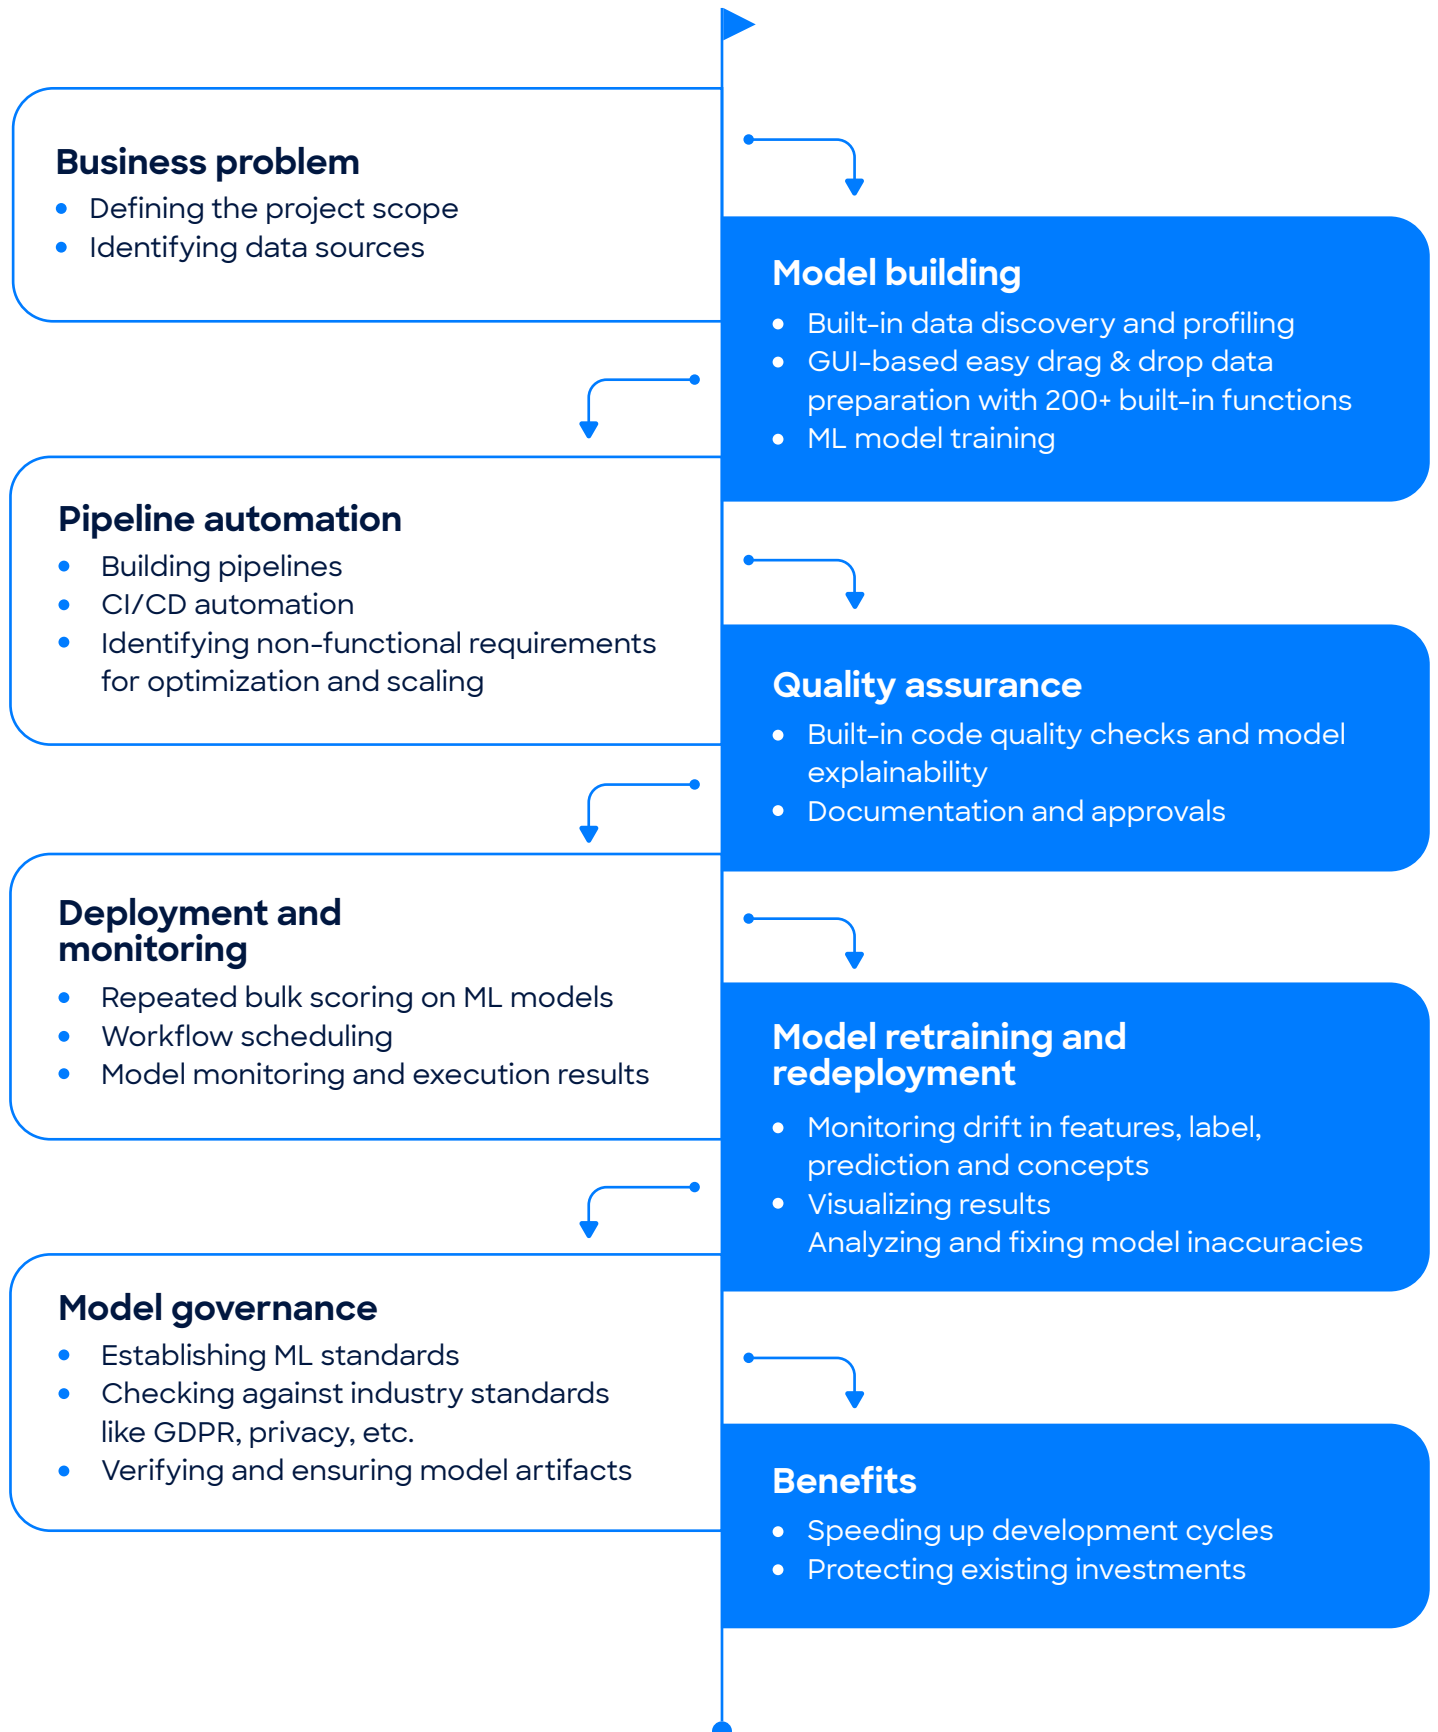 Business problem
Defining the project scope
Identifying data sources
Model building
Built-in data discovery and profiling
GUI-based easy drag & drop data
preparation with 200+ built-in functions
ML model training
Pipeline automation
Building pipelines
CI/CD automation
Identifying non-functional requirements
for optimization and scaling
Quality assurance
Built-in code quality checks and model
explainability
Documentation and approvals
Deployment and
monitoring
Repeated bulk scoring on ML models
Workflow scheduling
Model monitoring and execution results
Model retraining and
redeployment
Monitoring drift in features, label,
prediction and concepts
Visualizing results
Analyzing and fixing model inaccuracies
Model governance
Establishing ML standards
Checking against industry standards
like GDPR, privacy, etc.
Verifying and ensuring model artifacts
Benefits
Speeding up development cycles
Protecting existing investments